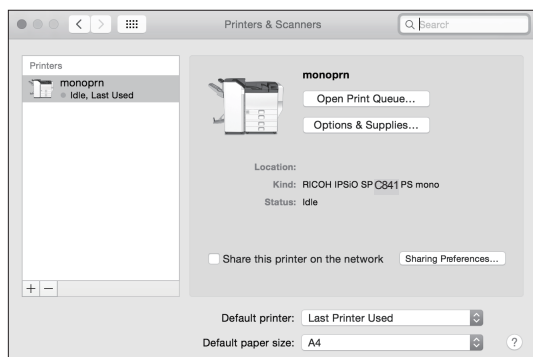 Printers & Scanners
Search
Printers
monoprn
Idle, Last Used
monoprn
Open Print Queue...
Options & Supplies...
Location:
Kind: RICOH IPSiO SP C841 PS mono
Status: Idle
Share this printer on the network
Sharing Preferences...
+ −
Default printer: Last Printer Used
Default paper size: A4
?